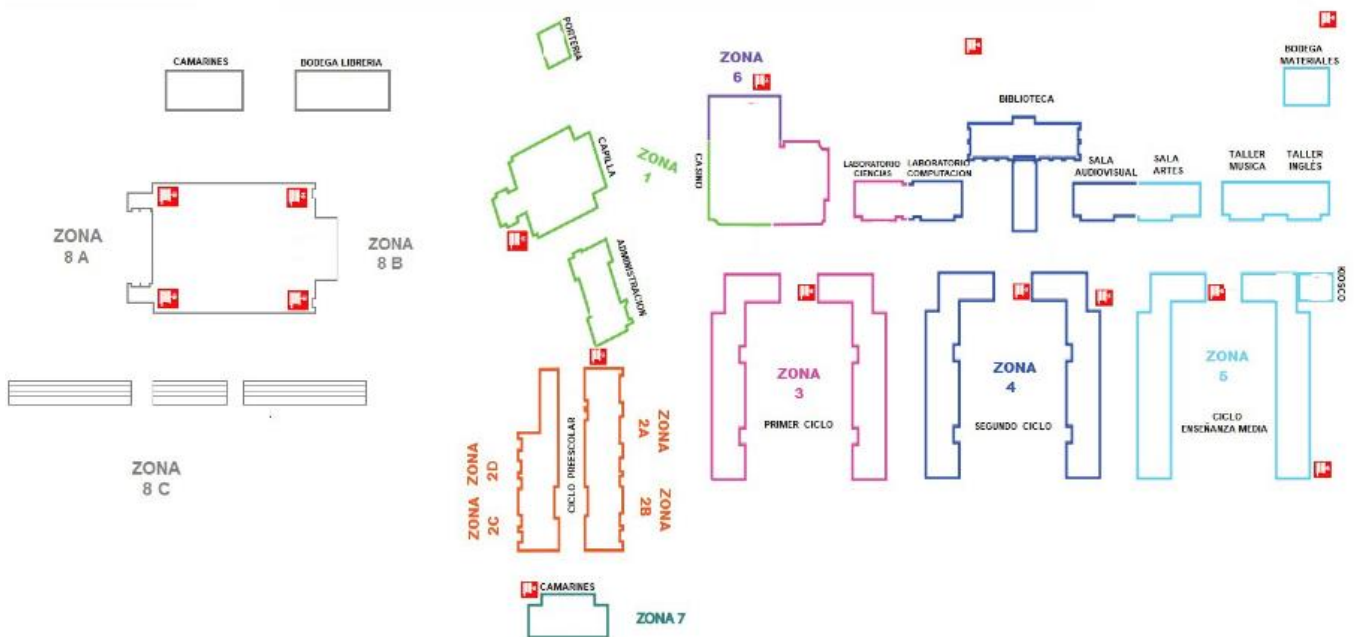 CAMARINES
BODEGA LIBRERIA
PORTERIA
ZONA
6
BODEGA
MATERIALES
BIBLIOTECA
CAPILLA
ZONA
1
CASINO
LABORATORIO
CIENCIAS
LABORATORIO
COMPUTACION
SALA
AUDIOVISUAL
SALA
ARTES
TALLER
MUSICA
TALLER
INGLÉS
ZONA
8 A
ZONA
8 B
ADMINISTRACION
KIOSCO
ZONA
3
PRIMER CICLO
ZONA
4
SEGUNDO CICLO
ZONA
5
CICLO
ENSEÑANZA MEDIA
ZONA
8 C
ZONA
2D
ZONA
2C
CICLO PREESCOLAR
ZONA
2A
ZONA
2B
CAMARINES
ZONA 7